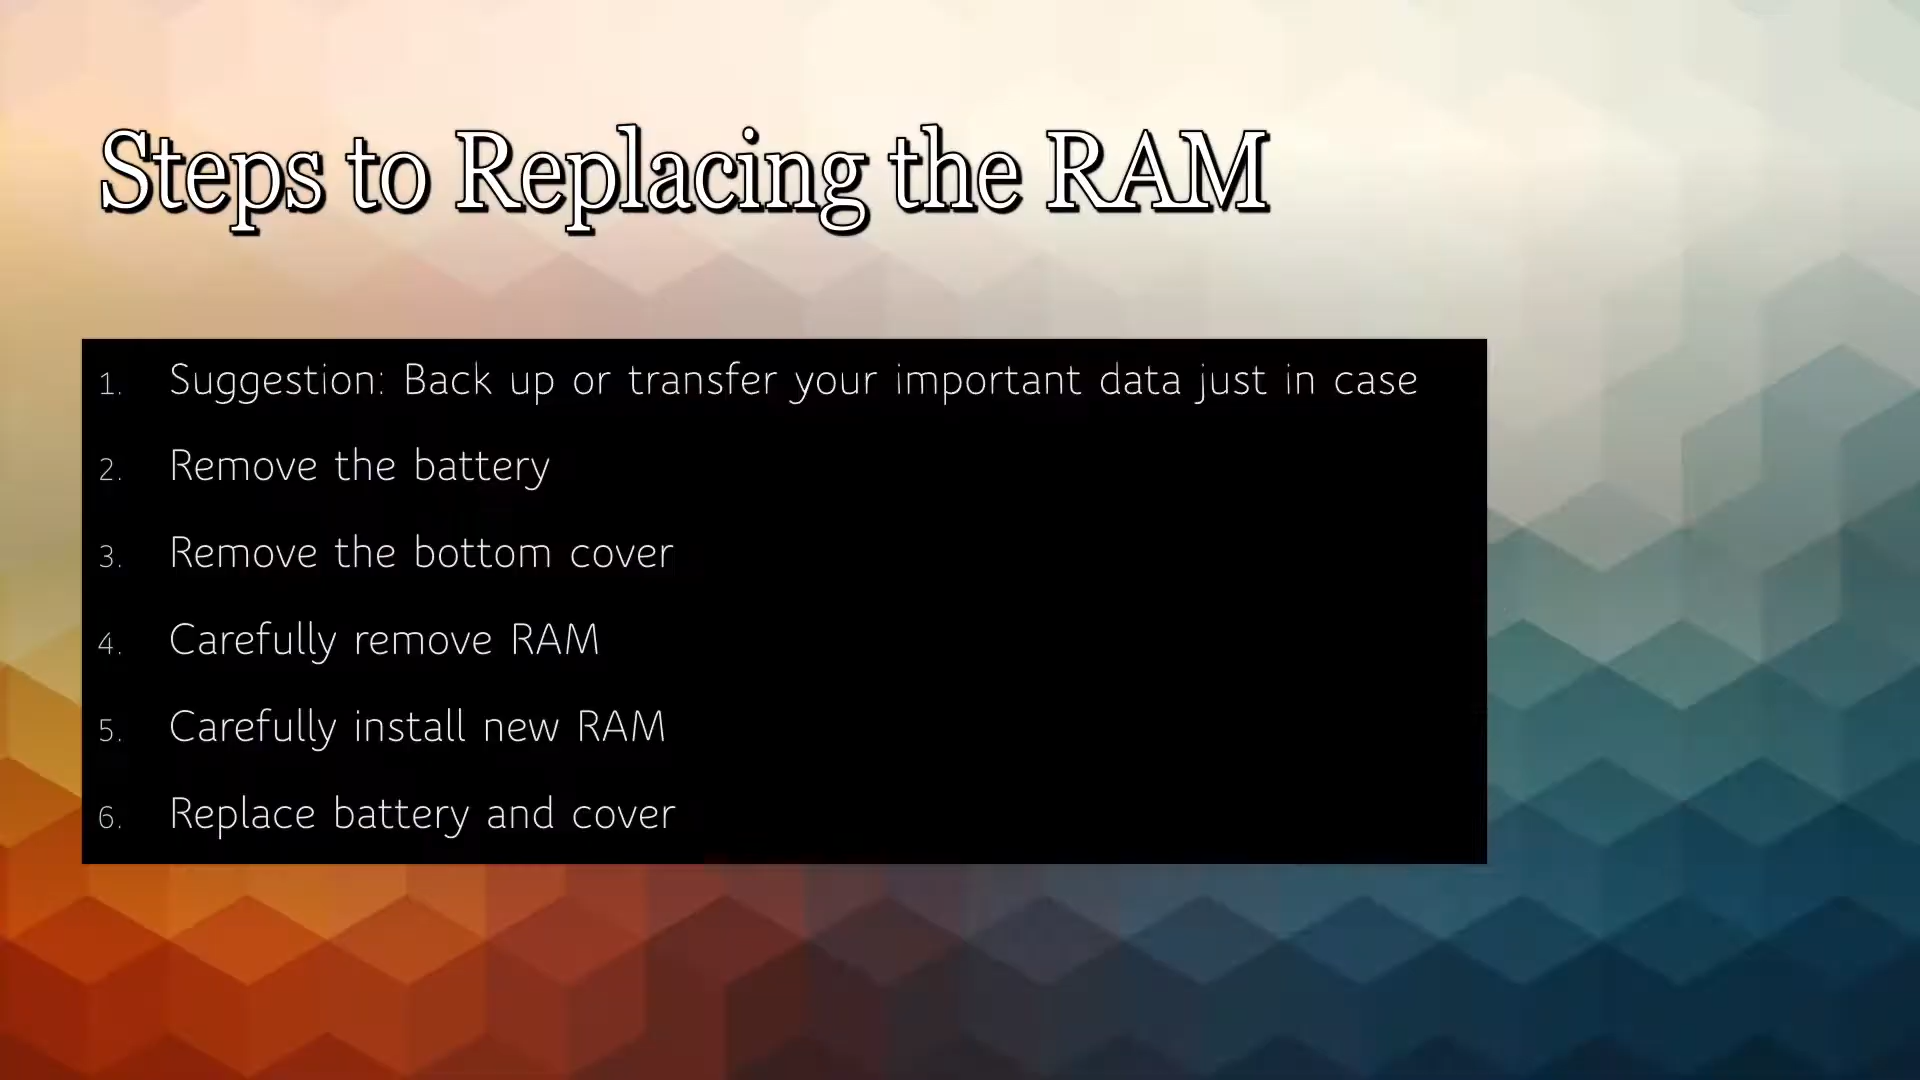 Steps to Replacing the RAM
1. Suggestion: Back up or transfer your important data just in case
2. Remove the battery
3. Remove the bottom cover
4. Carefully remove RAM
5. Carefully install new RAM
6. Replace battery and cover